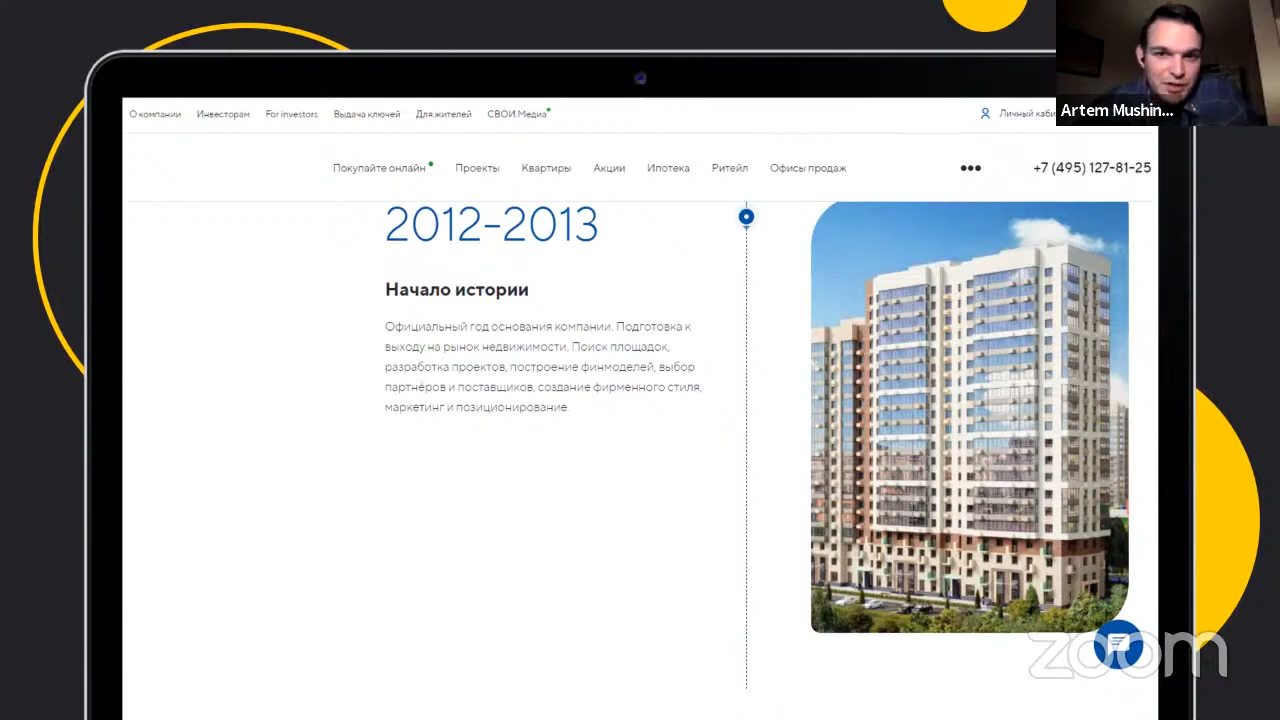 Artem Mushin...
О компании Инвесторам For investors Выдача ключей Для жителей СВОИ.Медиа Личный каби
Покупайте онлайн Проекты Квартиры Акции Ипотека Ритейл Офисы продаж ••• +7 (495) 127-81-25
2012-2013
Начало истории
Официальный год основания компании. Подготовка к
выходу на рынок недвижимости. Поиск площадок,
разработка проектов, построение финмоделей, выбор
партнёров и поставщиков, создание фирменного стиля,
маркетинг и позиционирование.
zoom